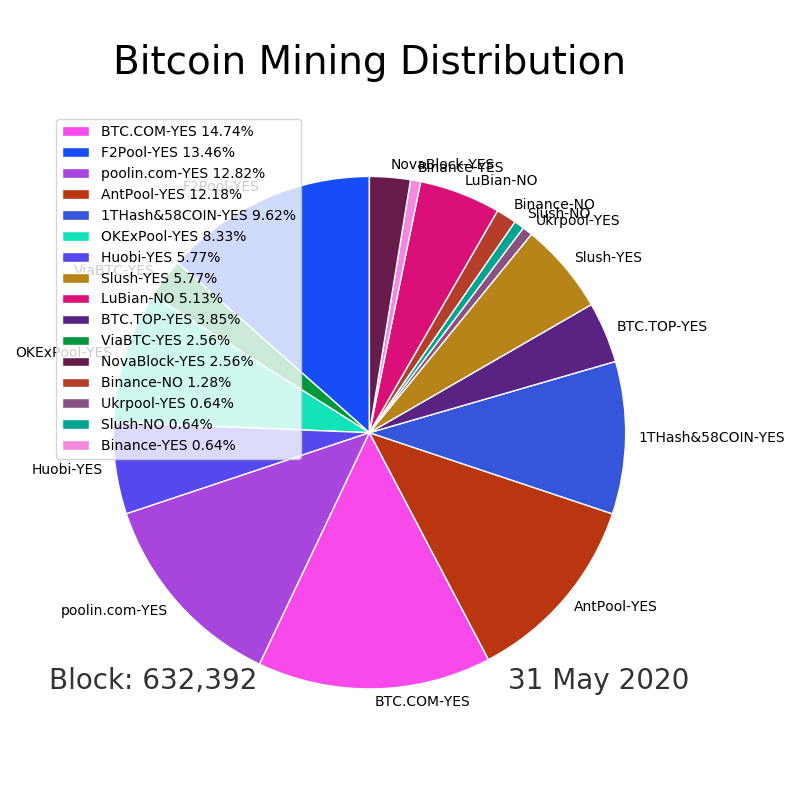 Bitcoin Mining Distribution
BTC.COM-YES 14.74%
F2Pool-YES 13.46%
poolin.com-YES 12.82%
AntPool-YES 12.18%
1THash&58COIN-YES 9.62%
OKExPool-YES 8.33%
Huobi-YES 5.77%
Slush-YES 5.77%
LuBian-NO 5.13%
BTC.TOP-YES 3.85%
ViaBTC-YES 2.56%
NovaBlock-YES 2.56%
Binance-NO 1.28%
Ukrpool-YES 0.64%
Slush-NO 0.64%
Binance-YES 0.64%
NovaBlock-YES
Binance-YES
LuBian-NO
Binance-NO
Slush-NO
Ukrpool-YES
Slush-YES
BTC.TOP-YES
1THash&58COIN-YES
AntPool-YES
BTC.COM-YES
poolin.com-YES
Huobi-YES
OKExPool-YES
ViaBTC-YES
F2Pool-YES
Block: 632,392
31 May 2020